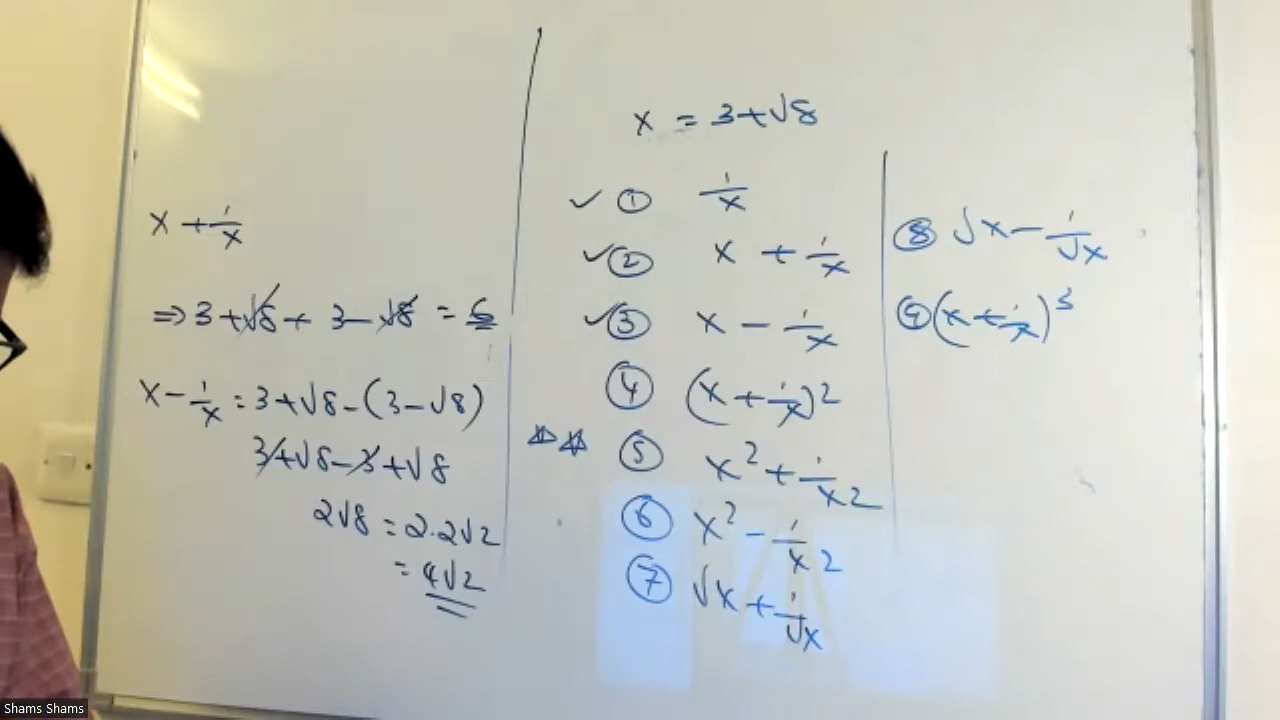 x + 1/x
⇒ 3 + √8 + 3 - √8 = 6
x - 1/x = 3 + √8 - (3 - √8)
3 + √8 - 3 + √8
2√8 = 2.2√2
= 4√2
x = 3 + √8
✓ ① 1/x
✓ ② x + 1/x
✓ ③ x - 1/x
④ (x + 1/x)²
⑤ x² + 1/x²
⑥ x² - 1/x²
⑦ √x + 1/√x
⑧ √x - 1/√x
⑨ (x + 1/x)³
Shams Shams